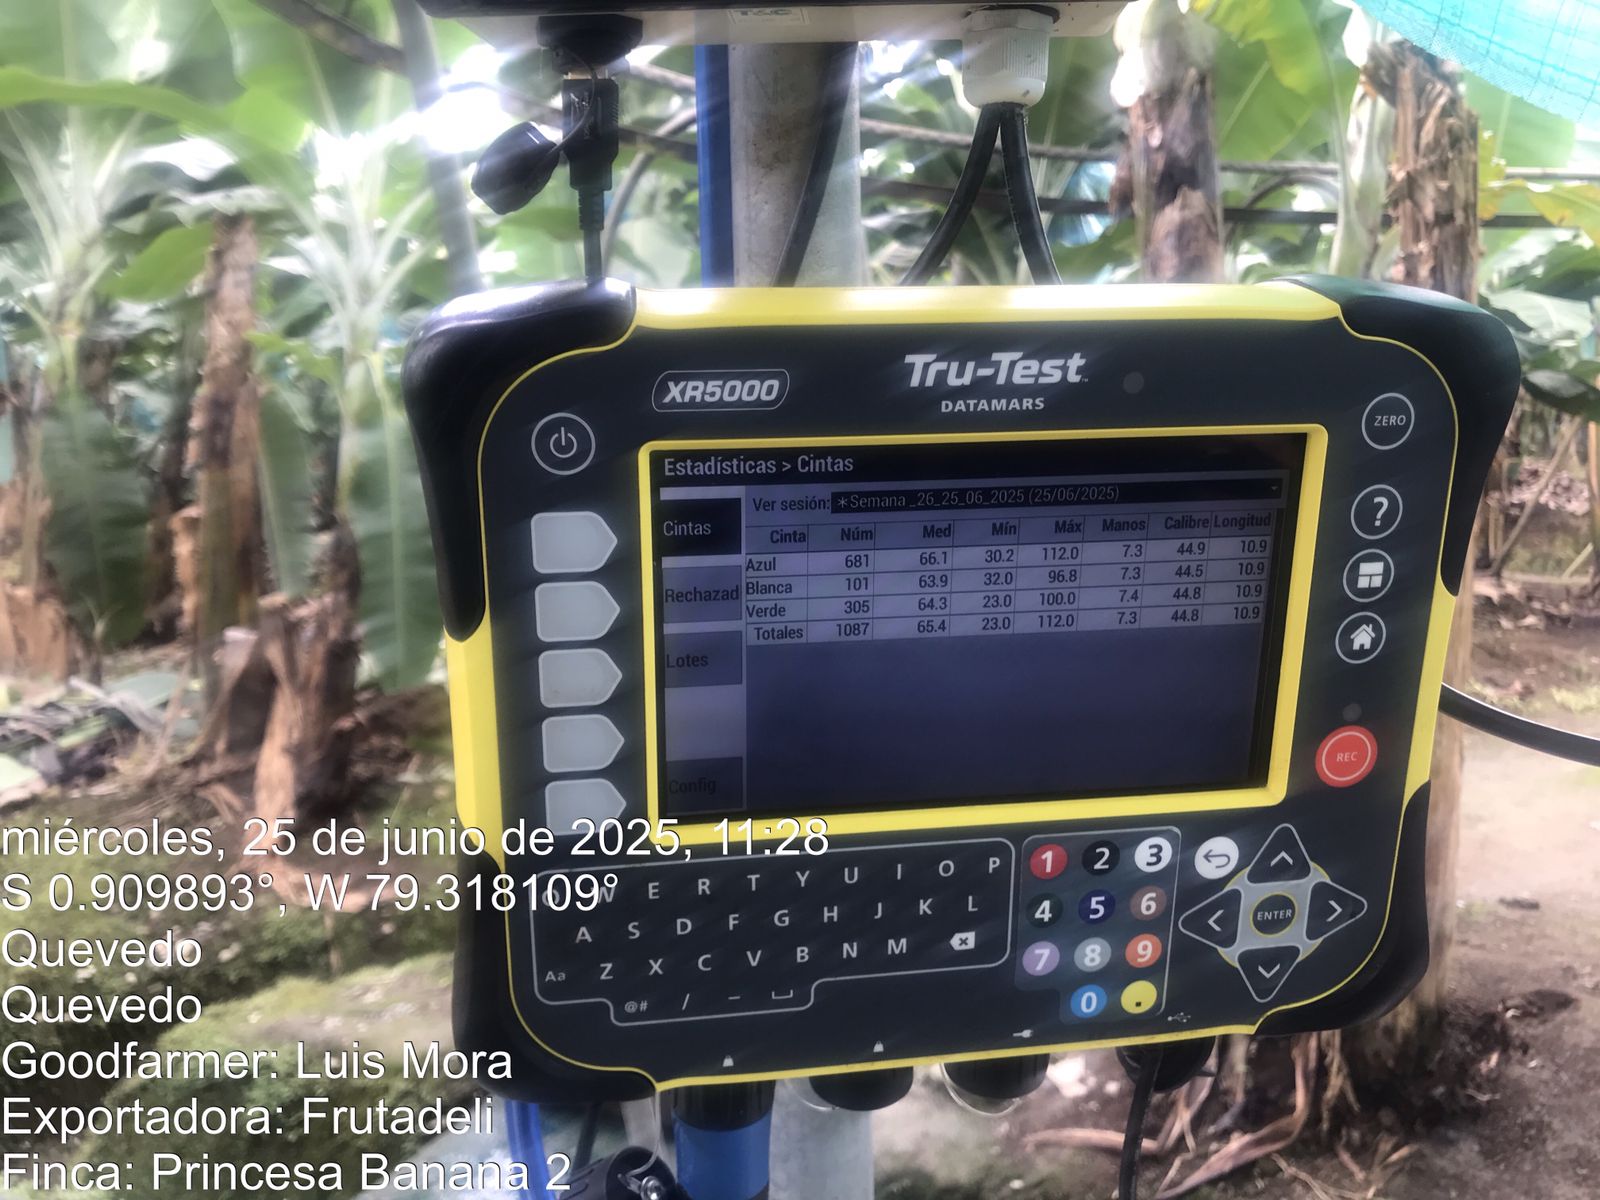 T&C
XR5000
Tru-Test
DATAMARS
ZERO
?
Estadísticas > Cintas
Ver sesión: *Semana_26_25_06_2025 (25/06/2025)
Cintas
Rechazad
Lotes
Config
Cinta Núm Med Mín Máx Manos Calibre Longitud
Azul 681 66.1 30.2 112.0 7.3 44.9 10.9
Blanca 101 63.9 32.0 96.8 7.3 44.5 10.9
Verde 305 64.3 23.0 100.0 7.4 44.8 10.9
Totales 1087 65.4 23.0 112.0 7.3 44.8 10.9
REC
W E R T Y U I O P
A S D F G H J K L
Aa Z X C V B N M
@# / –
1 2 3
4 5 6
7 8 9
0 .
ENTER
miércoles, 25 de junio de 2025, 11:28
S 0.909893°, W 79.318109°
Quevedo
Quevedo
Goodfarmer: Luis Mora
Exportadora: Frutadeli
Finca: Princesa Banana 2